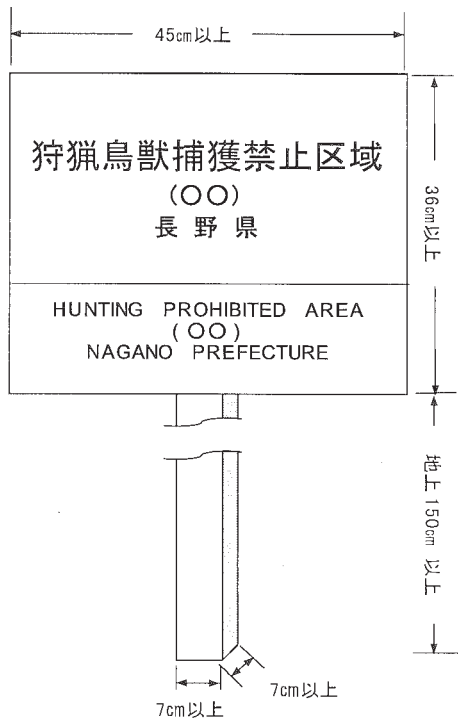 45cm以上
狩猟鳥獣捕獲禁止区域
(○○)
長野県
36cm以上
HUNTING PROHIBITED AREA
(○○)
NAGANO PREFECTURE
地上150cm以上
7cm以上
7cm以上